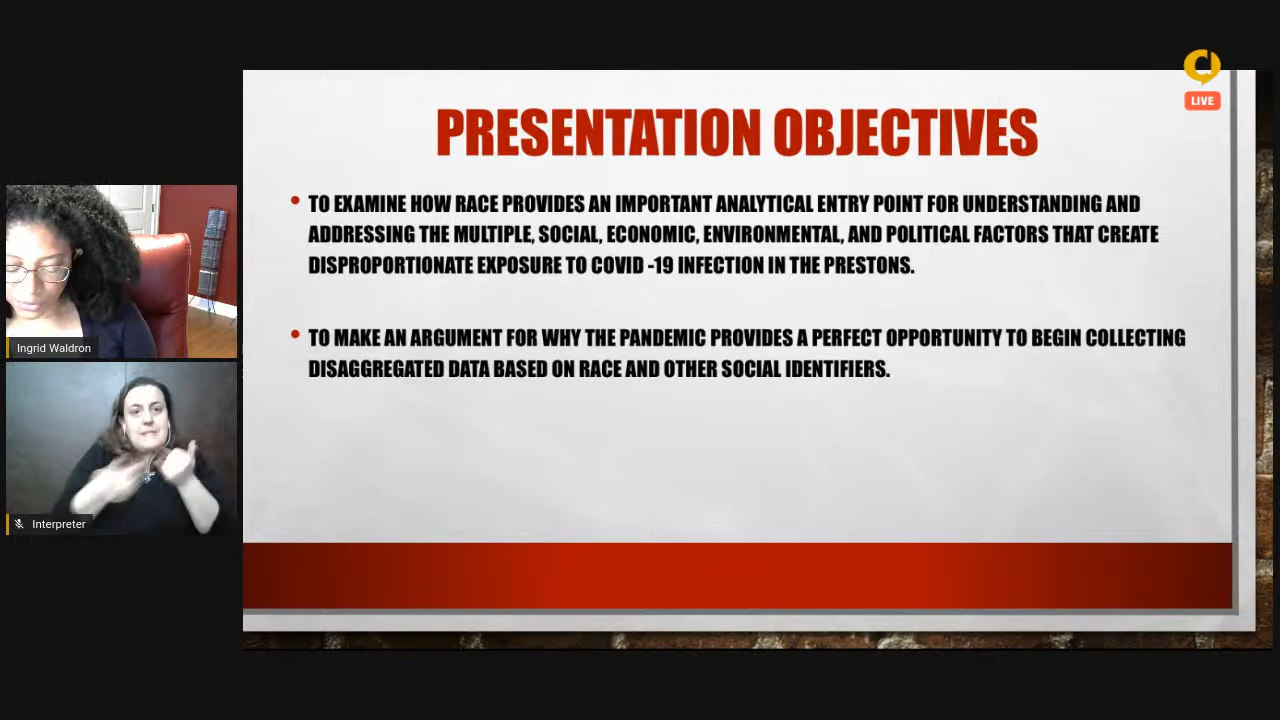 LIVE
PRESENTATION OBJECTIVES
• TO EXAMINE HOW RACE PROVIDES AN IMPORTANT ANALYTICAL ENTRY POINT FOR UNDERSTANDING AND
ADDRESSING THE MULTIPLE, SOCIAL, ECONOMIC, ENVIRONMENTAL, AND POLITICAL FACTORS THAT CREATE
DISPROPORTIONATE EXPOSURE TO COVID -19 INFECTION IN THE PRESTONS.
• TO MAKE AN ARGUMENT FOR WHY THE PANDEMIC PROVIDES A PERFECT OPPORTUNITY TO BEGIN COLLECTING
DISAGGREGATED DATA BASED ON RACE AND OTHER SOCIAL IDENTIFIERS.
Ingrid Waldron
Interpreter